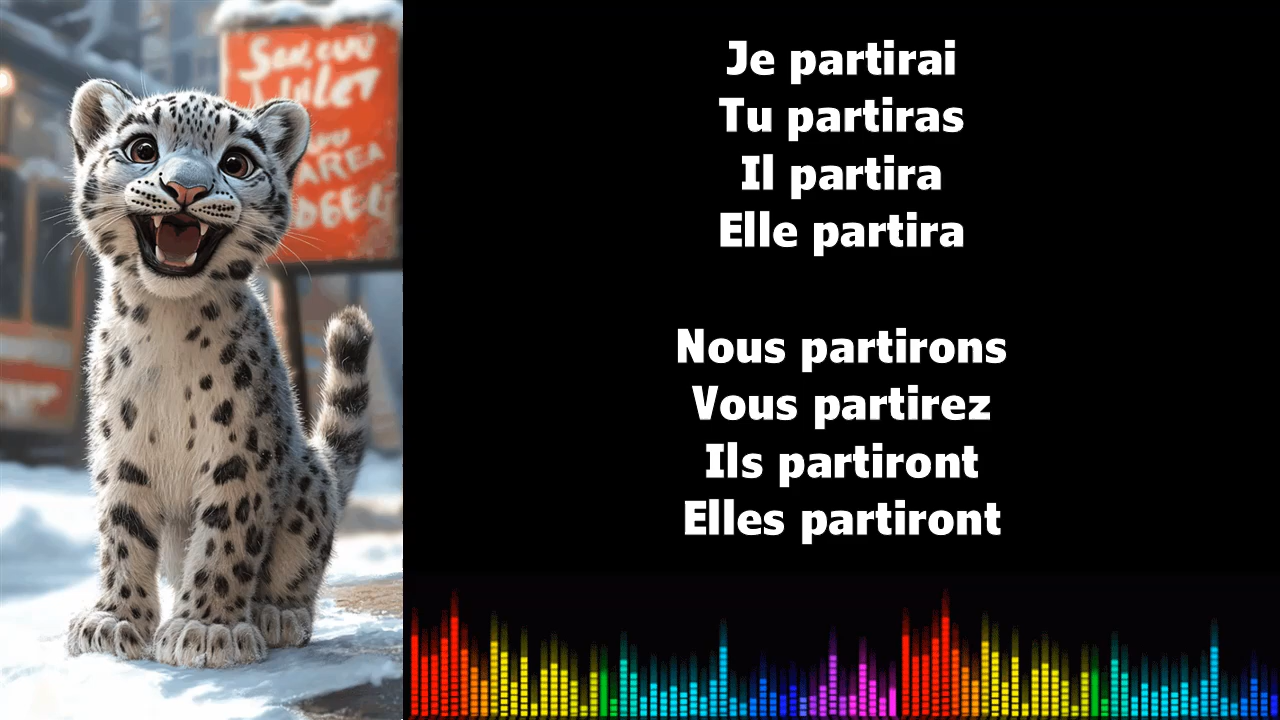 Je partirai
Tu partiras
Il partira
Elle partira
Nous partirons
Vous partirez
Ils partiront
Elles partiront